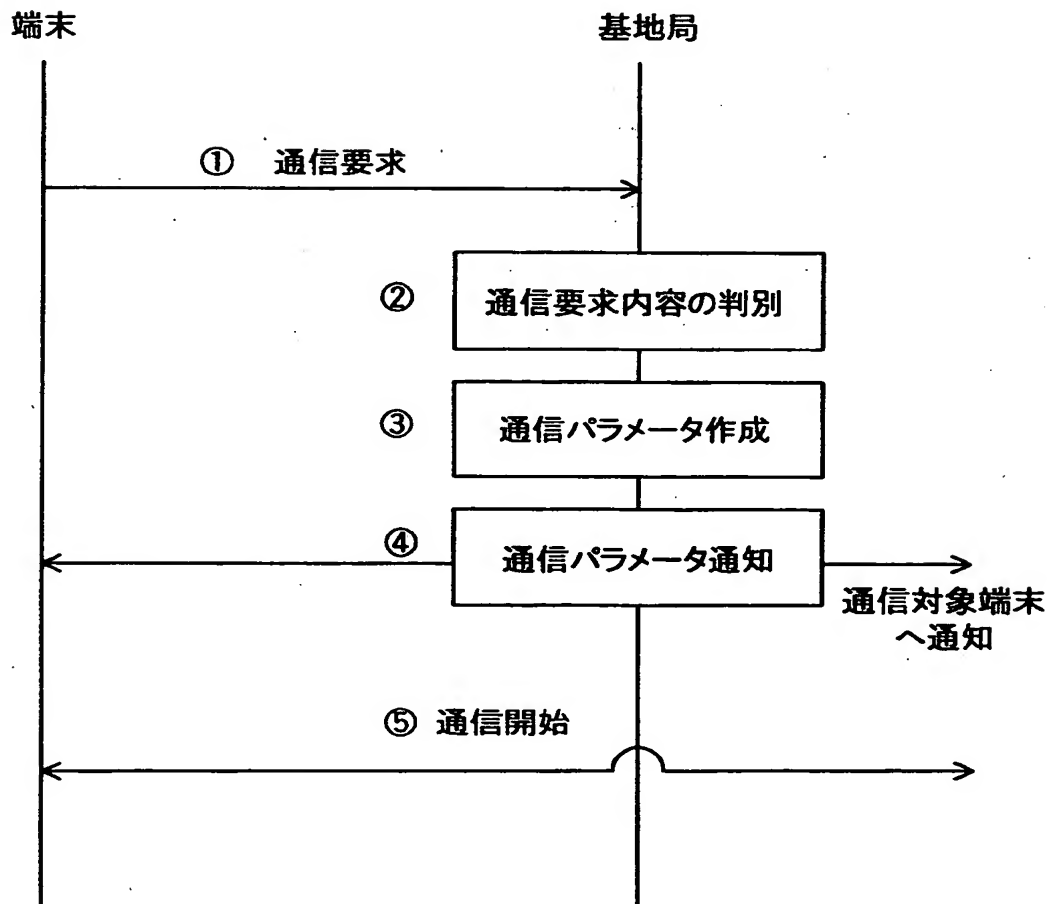 端末
基地局
① 通信要求
② 通信要求内容の判別
③ 通信パラメータ作成
④ 通信パラメータ通知
通信対象端末
へ通知
⑤ 通信開始